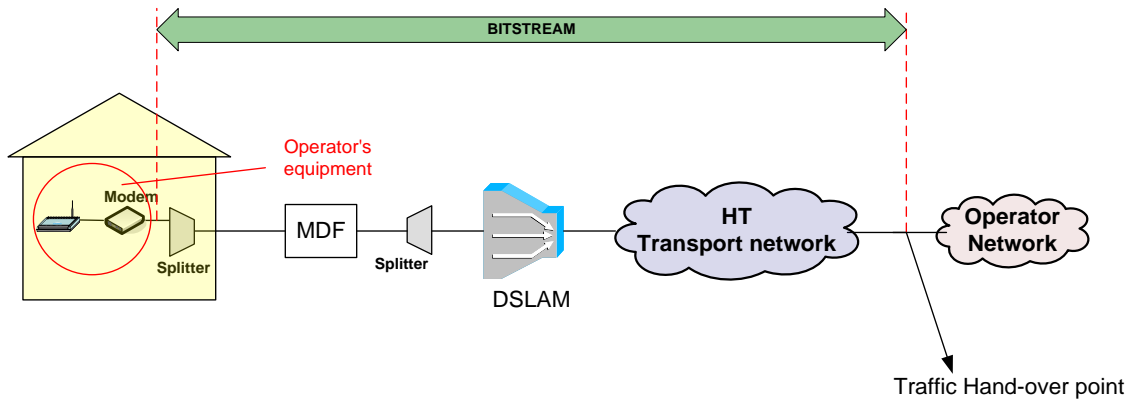 BITSTREAM
Operator's
equipment
Modem
Splitter
MDF
Splitter
DSLAM
HT
Transport network
Operator
Network
Traffic Hand-over point